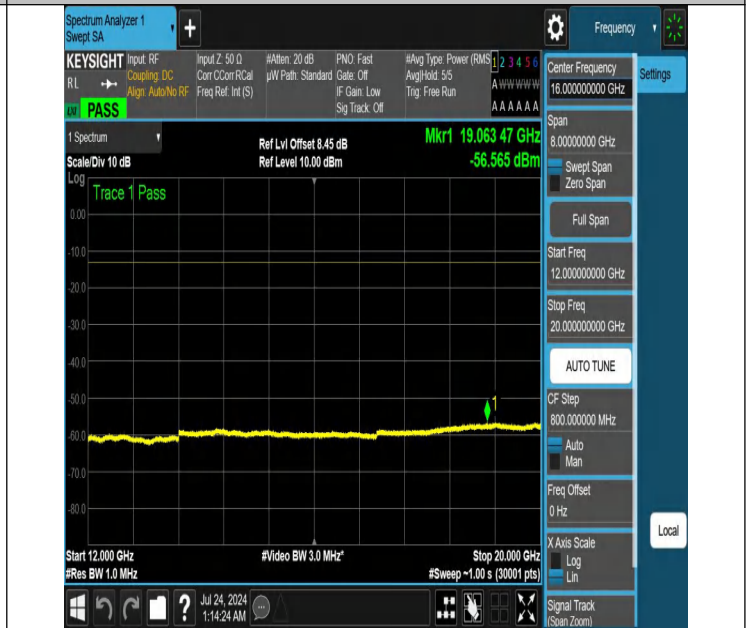 Spectrum Analyzer 1
Swept SA
+
Frequency
KEYSIGHT
RL
LXI
PASS
Input: RF
Coupling: DC
Align: Auto/No RF
Input Z: 50 Ω
Corr CCorr RCal
Freq Ref: Int (S)
#Atten: 20 dB
µW Path: Standard
PNO: Fast
Gate: Off
IF Gain: Low
Sig Track: Off
#Avg Type: Power (RMS
Avg|Hold: 5/5
Trig: Free Run
1 2 3 4 5 6
A W W W W W
A A A A A A
1 Spectrum
Scale/Div 10 dB
Ref Lvl Offset 8.45 dB
Ref Level 10.00 dBm
Mkr1 19.063 47 GHz
-56.565 dBm
Log
Trace 1 Pass
0.00
-10.0
-20.0
-30.0
-40.0
-50.0
1
-60.0
-70.0
-80.0
Start 12.000 GHz
#Res BW 1.0 MHz
#Video BW 3.0 MHz*
Stop 20.000 GHz
#Sweep ~1.00 s (30001 pts)
?
Jul 24, 2024
1:14:24 AM
Center Frequency
16.000000000 GHz
Settings
Span
8.00000000 GHz
Swept Span
Zero Span
Full Span
Start Freq
12.000000000 GHz
Stop Freq
20.000000000 GHz
AUTO TUNE
CF Step
800.000000 MHz
Auto
Man
Freq Offset
0 Hz
X Axis Scale
Log
Lin
Local
Signal Track
(Span Zoom)